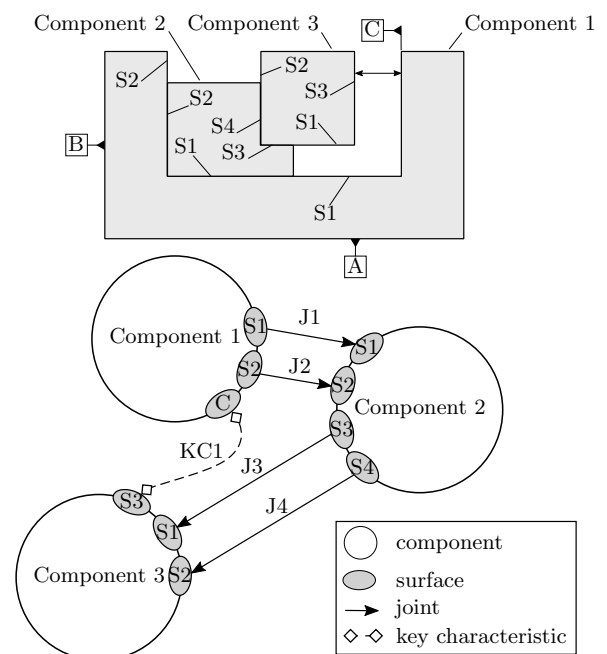 Component 2 Component 3 C Component 1
S2 S2
S2 S3
S4 S1
B S1 S3
S1
A
J1
Component 1 S1 S1
J2
S2 S2
C Component 2
KC1 S3
J3 S4
S3 J4
S1
Component 3 S2
component
surface
joint
key characteristic